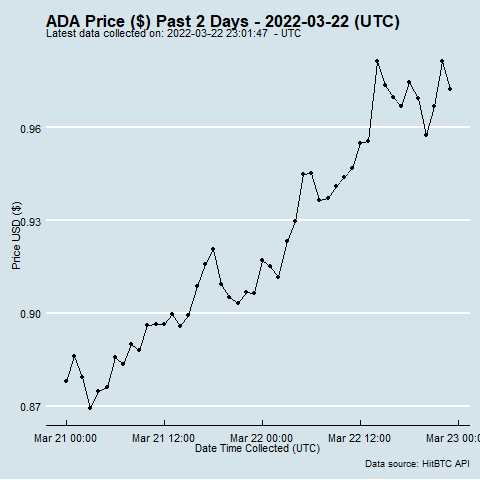 ADA Price ($) Past 2 Days - 2022-03-22 (UTC)
Latest data collected on: 2022-03-22 23:01:47 - UTC
0.96
0.93
0.90
0.87
Price USD ($)
Mar 21 00:00 Mar 21 12:00 Mar 22 00:00 Mar 22 12:00 Mar 23 00:0
Date Time Collected (UTC)
Data source: HitBTC API